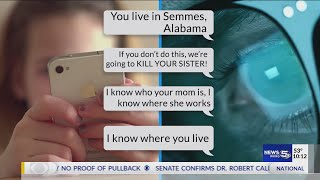 You live in Semmes,
Alabama
If you don't do this, we're
going to KILL YOUR SISTER!
I know who your mom is, I
know where she works
I know where you live
NEWS 5
53°
10:12
/ NO PROOF OF PULLBACK / SENATE CONFIRMS DR. ROBERT CALI
NATIONAL